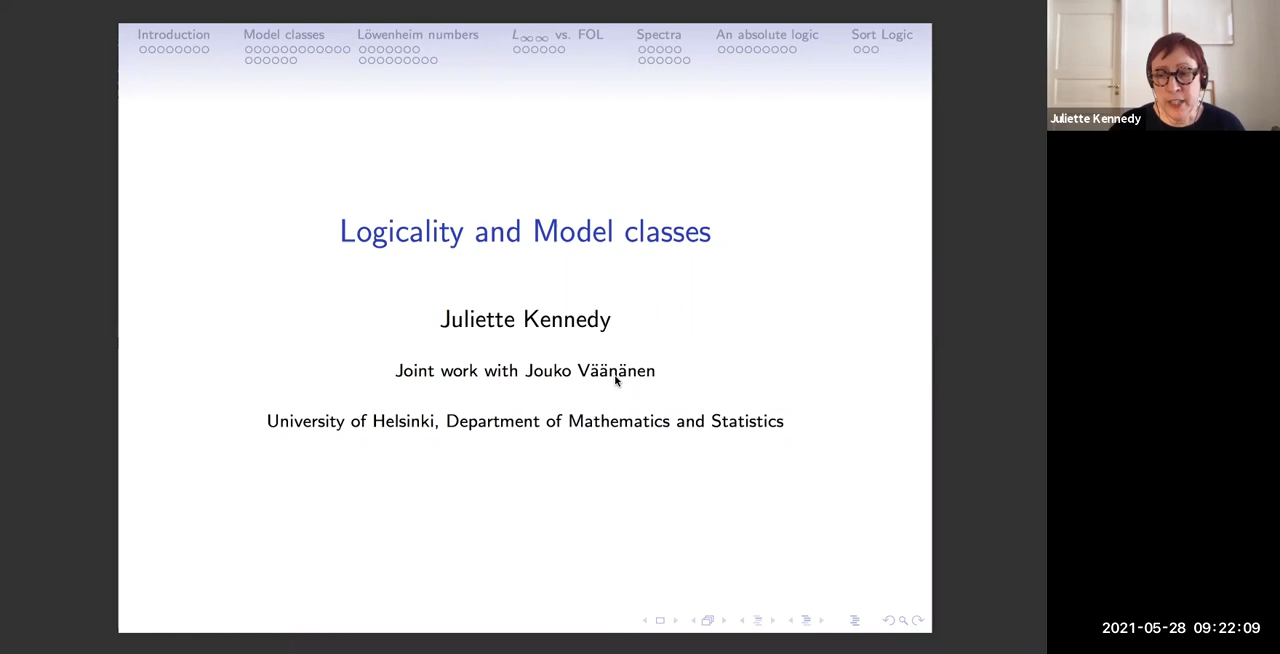 Introduction Model classes Löwenheim numbers L∞∞ vs. FOL Spectra An absolute logic Sort Logic
Logicality and Model classes
Juliette Kennedy
Joint work with Jouko Väänänen
University of Helsinki, Department of Mathematics and Statistics
Juliette Kennedy
2021-05-28 09:22:09